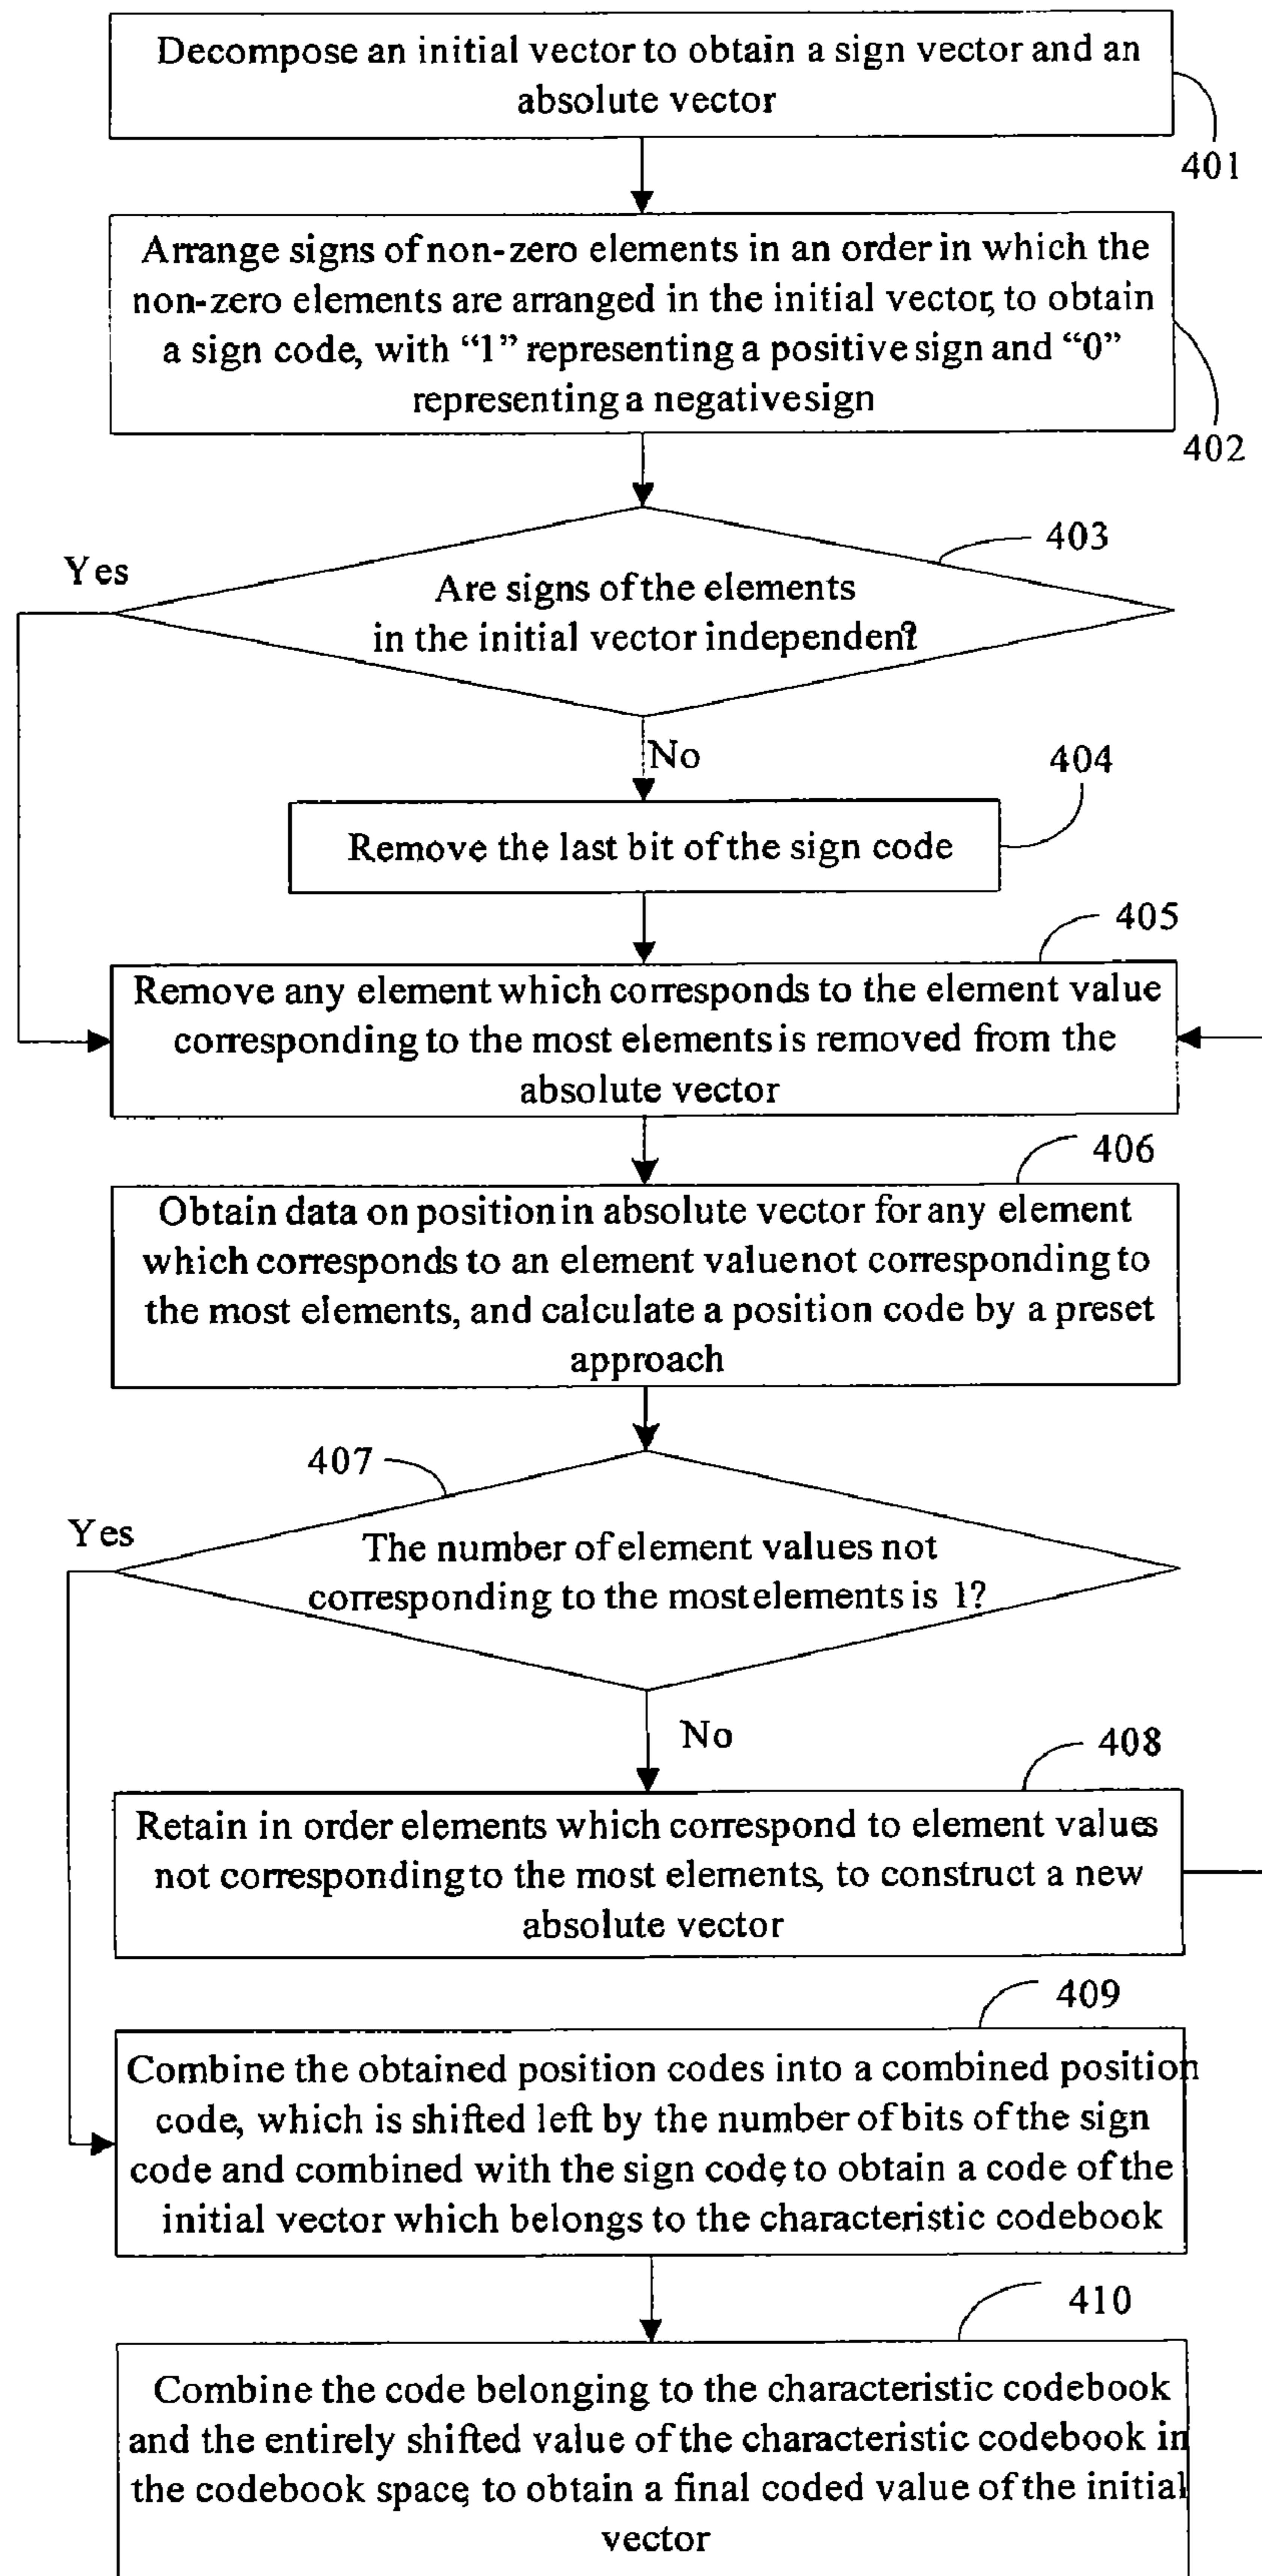 Decompose an initial vector to obtain a sign vector and an
absolute vector
401
Arrange signs of non-zero elements in an order in which the
non-zero elements are arranged in the initial vector, to obtain
a sign code, with “1” representing a positive sign and “0”
representing a negative sign
402
403
Yes
Are signs of the elements
in the initial vector independent?
No
404
Remove the last bit of the sign code
405
Remove any element which corresponds to the element value
corresponding to the most elements is removed from the
absolute vector
406
Obtain data on position in absolute vector for any element
which corresponds to an element value not corresponding to
the most elements, and calculate a position code by a preset
approach
407
Yes
The number of element values not
corresponding to the most elements is 1?
No
408
Retain in order elements which correspond to element values
not corresponding to the most elements, to construct a new
absolute vector
409
Combine the obtained position codes into a combined position
code, which is shifted left by the number of bits of the sign
code and combined with the sign code, to obtain a code of the
initial vector which belongs to the characteristic codebook
410
Combine the code belonging to the characteristic codebook
and the entirely shifted value of the characteristic codebook in
the codebook space, to obtain a final coded value of the initial
vector